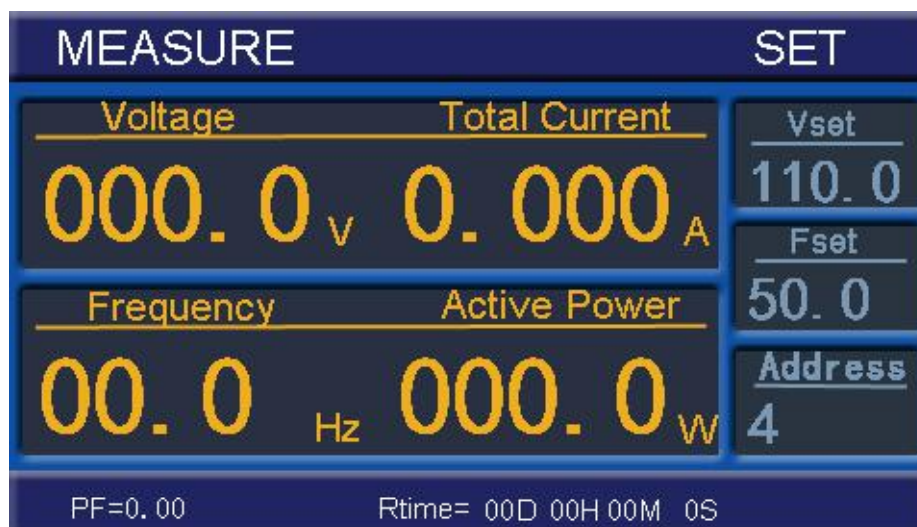 MEASURE SET
Voltage Total Current Vset
000.0 V 0.000 A 110.0
Frequency Active Power Fset
00.0 Hz 000.0 W 50.0
Address
4
PF=0.00 Rtime= 00D 00H 00M 0S